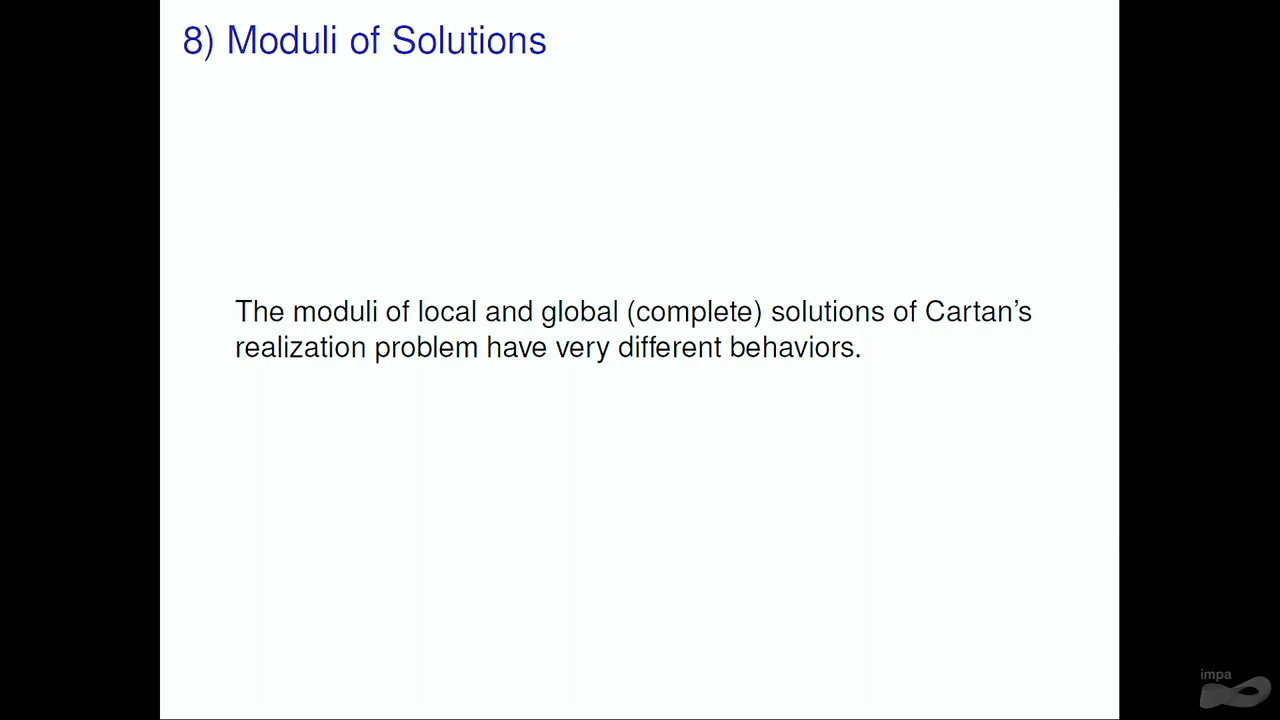 8) Moduli of Solutions
The moduli of local and global (complete) solutions of Cartan's
realization problem have very different behaviors.
impa